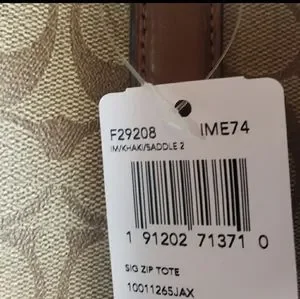 F29208 IME74
IM/KHAKI/SADDLE 2
1 91202 71371 0
SIG ZIP TOTE
10011265JAX